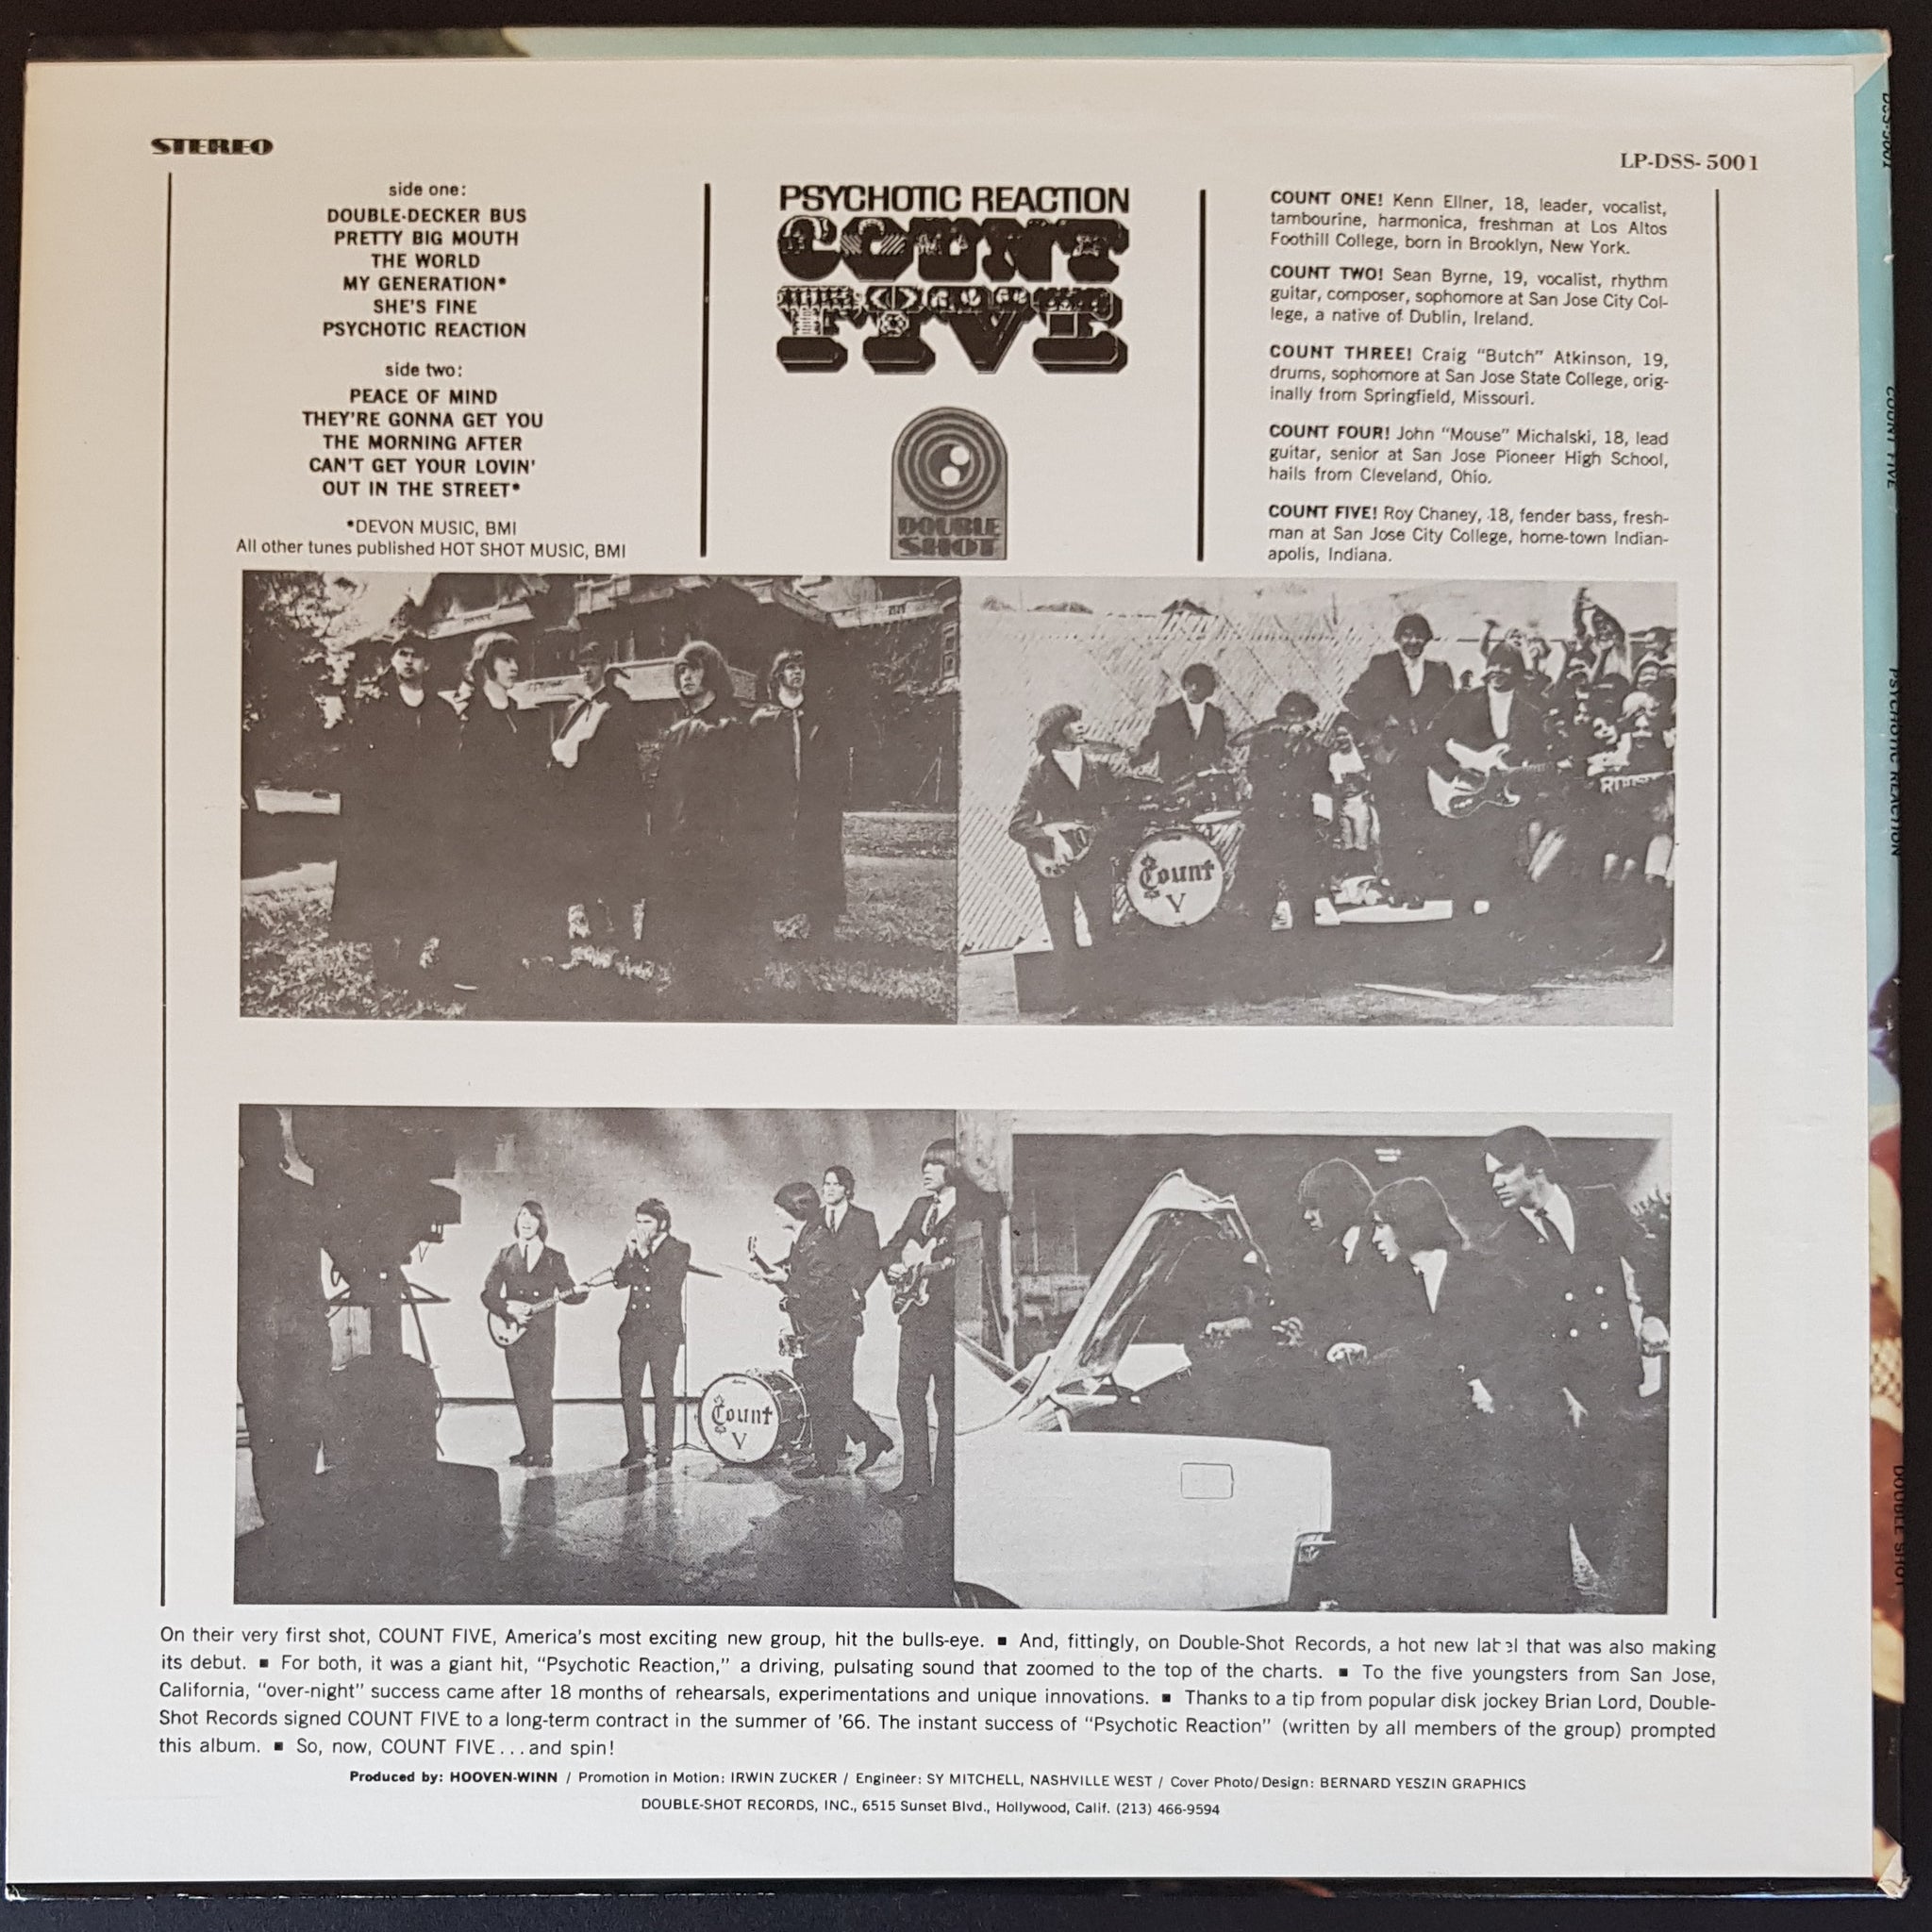 STEREO
LP-DSS-5001
side one:
DOUBLE-DECKER BUS
PRETTY BIG MOUTH
THE WORLD
MY GENERATION*
SHE'S FINE
PSYCHOTIC REACTION
side two:
PEACE OF MIND
THEY'RE GONNA GET YOU
THE MORNING AFTER
CAN'T GET YOUR LOVIN'
OUT IN THE STREET*
*DEVON MUSIC, BMI
All other tunes published HOT SHOT MUSIC, BMI
PSYCHOTIC REACTION
COUNT
FIVE
DOUBLE
SHOT
COUNT ONE! Kenn Ellner, 18, leader, vocalist,
tambourine, harmonica, freshman at Los Altos
Foothill College, born in Brooklyn, New York.
COUNT TWO! Sean Byrne, 19, vocalist, rhythm
guitar, composer, sophomore at San Jose City Col-
lege, a native of Dublin, Ireland.
COUNT THREE! Craig "Butch" Atkinson, 19,
drums, sophomore at San Jose State College, orig-
inally from Springfield, Missouri.
COUNT FOUR! John "Mouse" Michalski, 18, lead
guitar, senior at San Jose Pioneer High School,
hails from Cleveland, Ohio.
COUNT FIVE! Roy Chaney, 18, fender bass, fresh-
man at San Jose City College, home-town Indian-
apolis, Indiana.
Count
V
Count
V
On their very first shot, COUNT FIVE, America's most exciting new group, hit the bulls-eye. ■ And, fittingly, on Double-Shot Records, a hot new label that was also making
its debut. ■ For both, it was a giant hit, "Psychotic Reaction," a driving, pulsating sound that zoomed to the top of the charts. ■ To the five youngsters from San Jose,
California, "over-night" success came after 18 months of rehearsals, experimentations and unique innovations. ■ Thanks to a tip from popular disk jockey Brian Lord, Double-
Shot Records signed COUNT FIVE to a long-term contract in the summer of '66. The instant success of "Psychotic Reaction" (written by all members of the group) prompted
this album. ■ So, now, COUNT FIVE...and spin!
Produced by: HOOVEN-WINN / Promotion in Motion: IRWIN ZUCKER / Engineer: SY MITCHELL, NASHVILLE WEST / Cover Photo/Design: BERNARD YESZIN GRAPHICS
DOUBLE-SHOT RECORDS, INC., 6515 Sunset Blvd., Hollywood, Calif. (213) 466-9594
DSS-5001
COUNT FIVE
PSYCHOTIC REACTION
DOUBLE SHOT